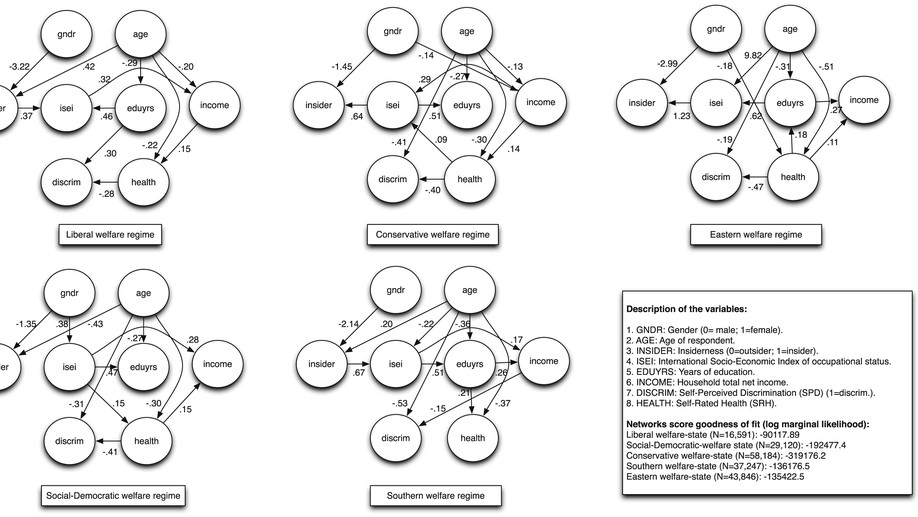 gndr
age
-3.22
.42
-.29
-.20
.32
er
isei
eduyrs
income
.37
.46
.30
-.22
.15
discrim
health
-.28
Liberal welfare regime
gndr
age
-.14
-1.45
.29
-.27
-.13
insider
isei
eduyrs
income
.64
.51
-.41
.09
-.30
.14
discrim
health
-.40
Conservative welfare regime
gndr
age
9.82
-2.99
-.18
-.31
-.51
insider
isei
eduyrs
income
1.23
.62
.27
-.19
.18
.11
discrim
health
-.47
Eastern welfare regime
gndr
age
-1.35
.38
-.43
-.27
.28
er
isei
eduyrs
income
.47
-.31
.15
-.30
.15
discrim
health
-.41
Social-Democratic welfare regime
gndr
age
-2.14
.20
-.22
-.36
.17
insider
isei
eduyrs
income
.67
.51
.26
-.53
-.15
.21
-.37
discrim
health
Southern welfare regime
Description of the variables:
1. GNDR: Gender (0= male; 1=female).
2. AGE: Age of respondent.
3. INSIDER: Insiderness (0=outsider; 1=insider).
4. ISEI: International Socio-Economic Index of occupational status.
5. EDUYRS: Years of education.
6. INCOME: Household total net income.
7. DISCRIM: Self-Perceived Discrimination (SPD) (1=discrim.).
8. HEALTH: Self-Rated Health (SRH).
Networks score goodness of fit (log marginal likelihood):
Liberal welfare-state (N=16,591): -90117.89
Social-Democratic-welfare state (N=29,120): -192477.4
Conservative welfare-state (N=58,184): -319176.2
Southern welfare-state (N=37,247): -136176.5
Eastern welfare-state (N=43,846): -135422.5